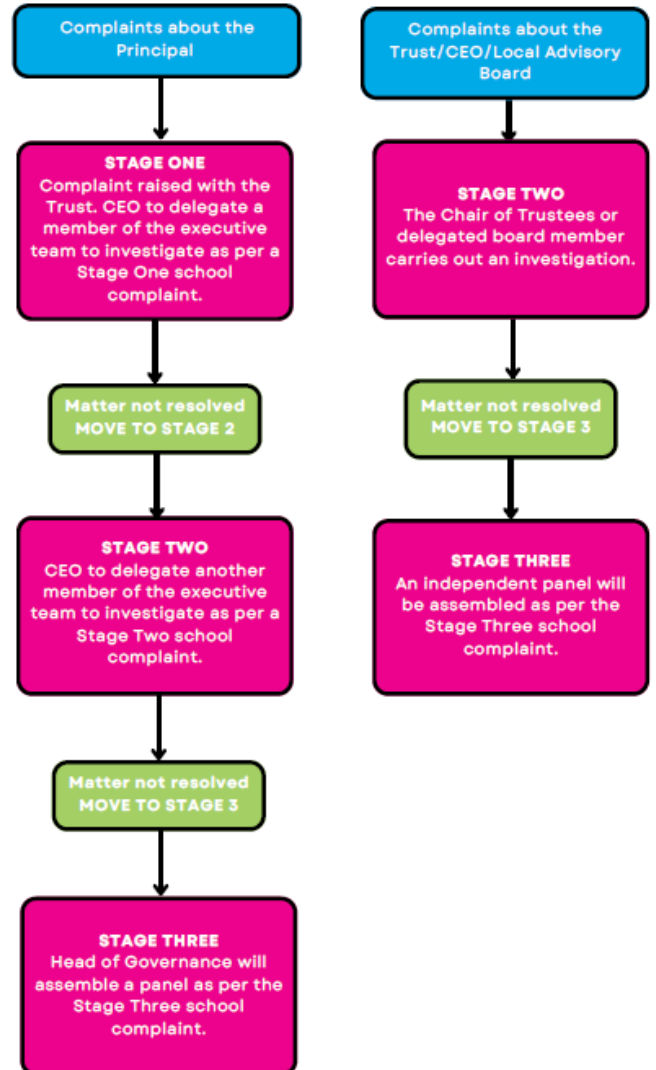 Complaints about the
Principal
STAGE ONE
Complaint raised with the
Trust. CEO to delegate a
member of the executive
team to investigate as per a
Stage One school
complaint.
Matter not resolved
MOVE TO STAGE 2
STAGE TWO
CEO to delegate another
member of the executive
team to investigate as per a
Stage Two school
complaint.
Matter not resolved
MOVE TO STAGE 3
STAGE THREE
Head of Governance will
assemble a panel as per the
Stage Three school
complaint.
Complaints about the
Trust/CEO/Local Advisory
Board
STAGE TWO
The Chair of Trustees or
delegated board member
carries out an investigation.
Matter not resolved
MOVE TO STAGE 3
STAGE THREE
An independent panel will
be assembled as per the
Stage Three school
complaint.